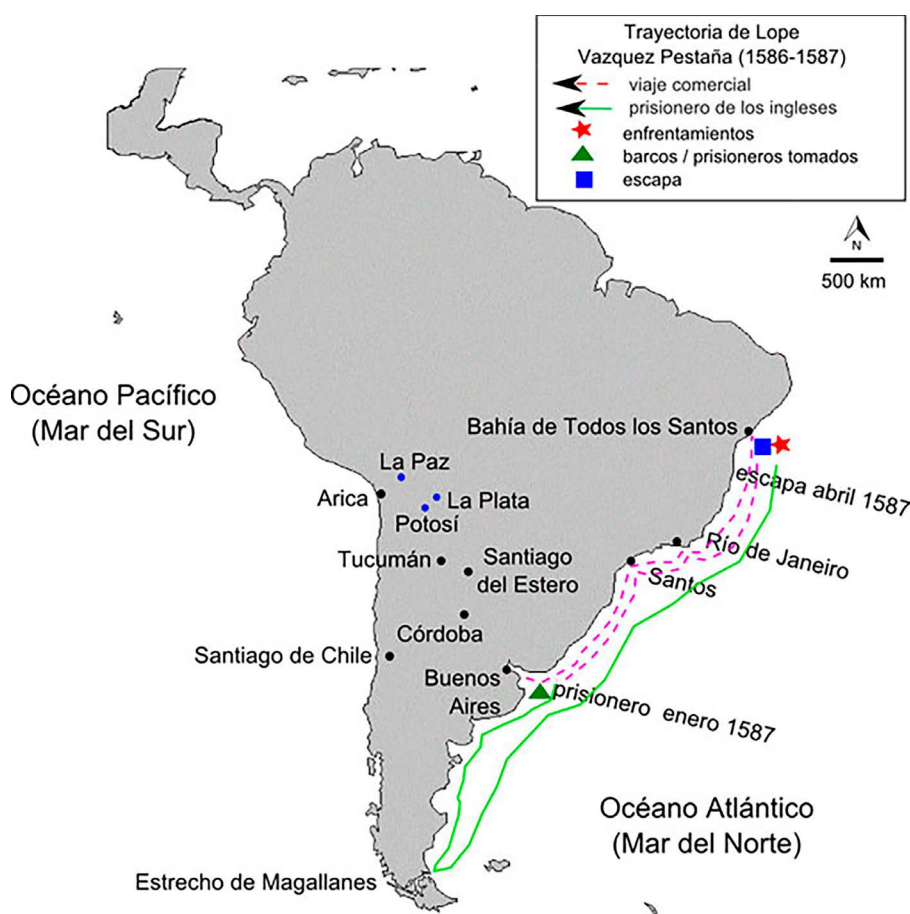 Trayectoria de Lope
Vazquez Pestaña (1586-1587)
viaje comercial
prisionero de los ingleses
enfrentamientos
barcos / prisioneros tomados
escapa
N
500 km
Océano Pacífico
(Mar del Sur)
Bahía de Todos los Santos
La Paz
Arica
La Plata
Potosí
escapa abril 1587
Río de Janeiro
Tucumán
Santiago
del Estero
Santos
Córdoba
Santiago de Chile
Buenos
Aires
prisionero enero 1587
Océano Atlántico
(Mar del Norte)
Estrecho de Magallanes